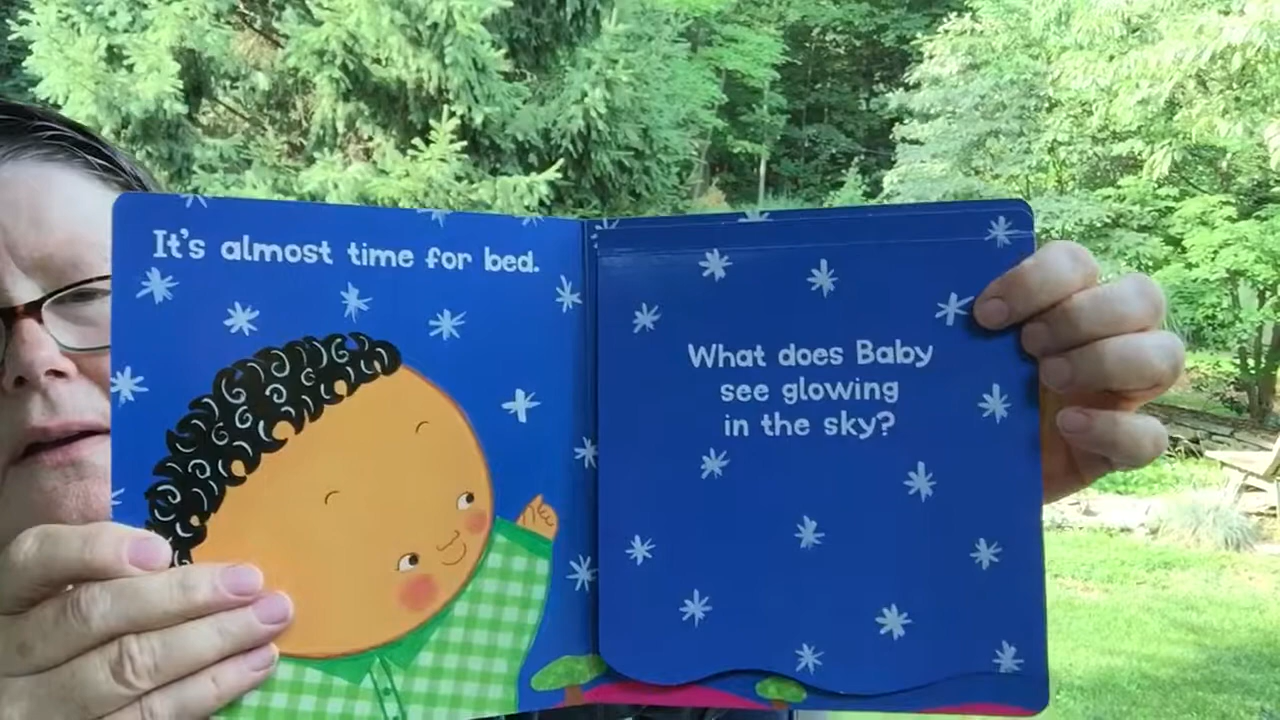 It's almost time for bed.
What does Baby
see glowing
in the sky?